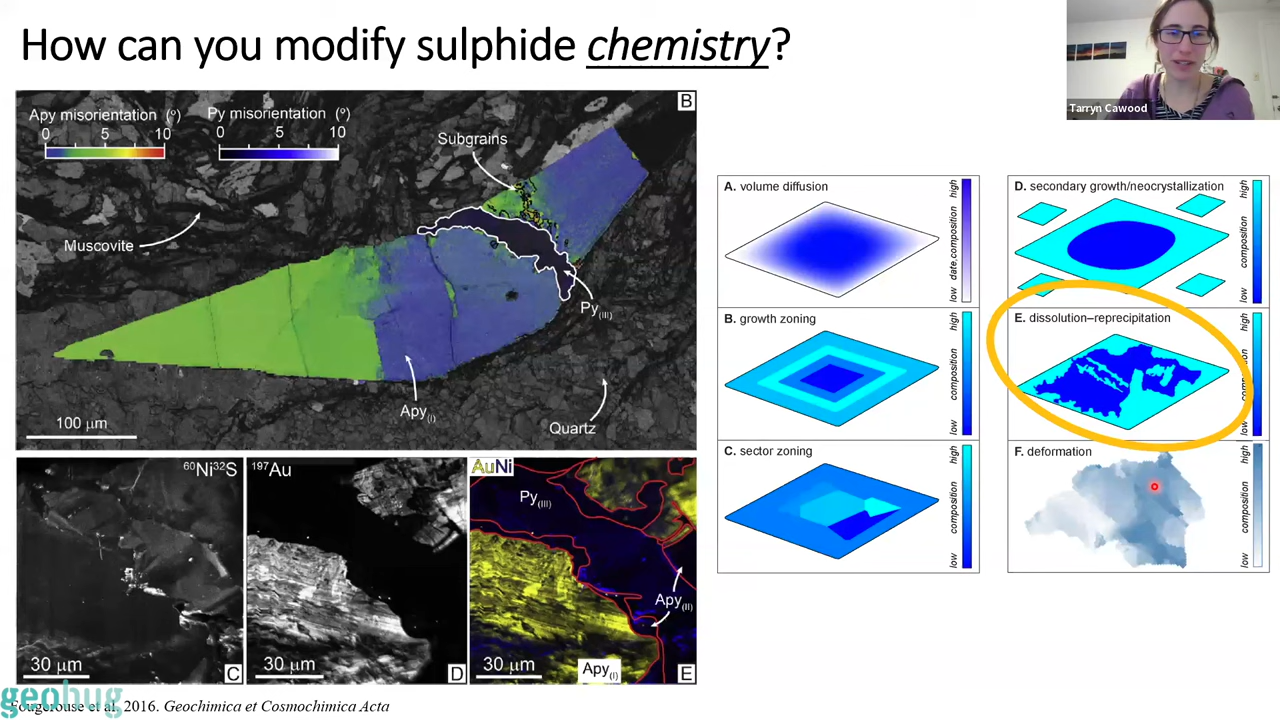 How can you modify sulphide chemistry?
Tarryn Cawood
B
Apy misorientation (º)
0 5 10
Py misorientation (º)
0 5 10
Subgrains
Muscovite
Py(III)
Apy(I)
Quartz
100 µm
60Ni32S
30 µm
C
197Au
30 µm
D
AuNi
Py(III)
Apy(II)
Apy(I)
30 µm
E
A. volume diffusion
low date,composition high
B. growth zoning
low composition high
C. sector zoning
low composition high
D. secondary growth/neocrystallization
low composition high
E. dissolution–reprecipitation
low composition high
F. deformation
low composition high
geobug
Fougerouse et al. 2016. Geochimica et Cosmochimica Acta